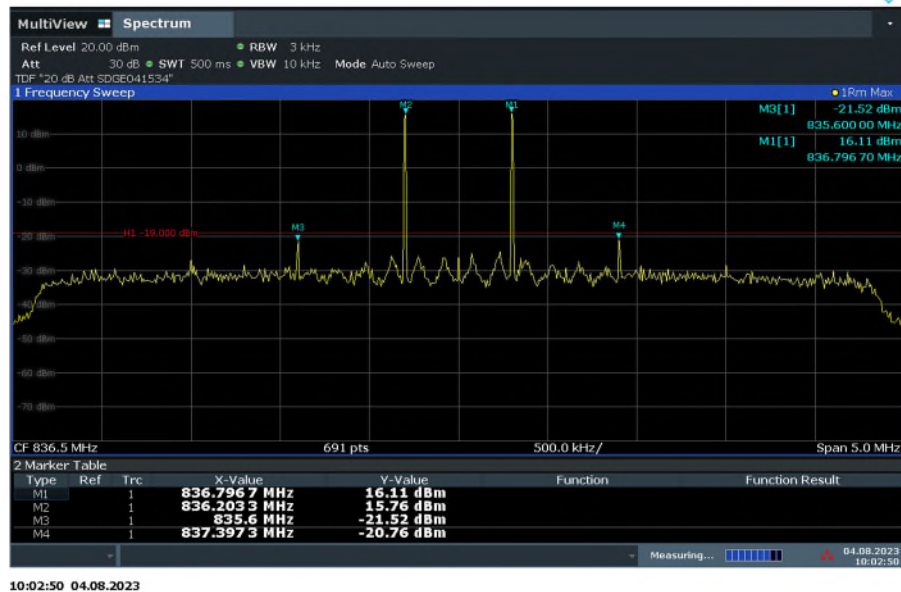 MultiView Spectrum
Ref Level 20.00 dBm RBW 3 kHz
Att 30 dB SWT 500 ms VBW 10 kHz Mode Auto Sweep
TDF "20 dB Att SDGE041534"
1 Frequency Sweep 1Rm Max
M2 M1 M3[1] -21.52 dBm
835.600 00 MHz
10 dBm M1[1] 16.11 dBm
836.796 70 MHz
0 dBm
-10 dBm
M3 M4
H1 -19.000 dBm
-20 dBm
-30 dBm
-40 dBm
-50 dBm
-60 dBm
-70 dBm
CF 836.5 MHz 691 pts 500.0 kHz/ Span 5.0 MHz
2 Marker Table
Type Ref Trc X-Value Y-Value Function Function Result
M1 1 836.796 7 MHz 16.11 dBm
M2 1 836.203 3 MHz 15.76 dBm
M3 1 835.6 MHz -21.52 dBm
M4 1 837.397 3 MHz -20.76 dBm
Measuring... 04.08.2023
10:02:50
10:02:50 04.08.2023